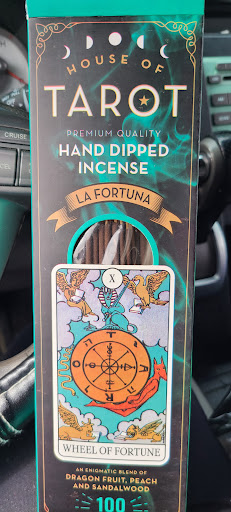 HOUSE OF
TAROT
PREMIUM QUALITY
HAND DIPPED
INCENSE
LA FORTUNA
X
WHEEL OF FORTUNE
AN ENIGMATIC BLEND OF
DRAGON FRUIT, PEACH
AND SANDALWOOD
100
CRUISE